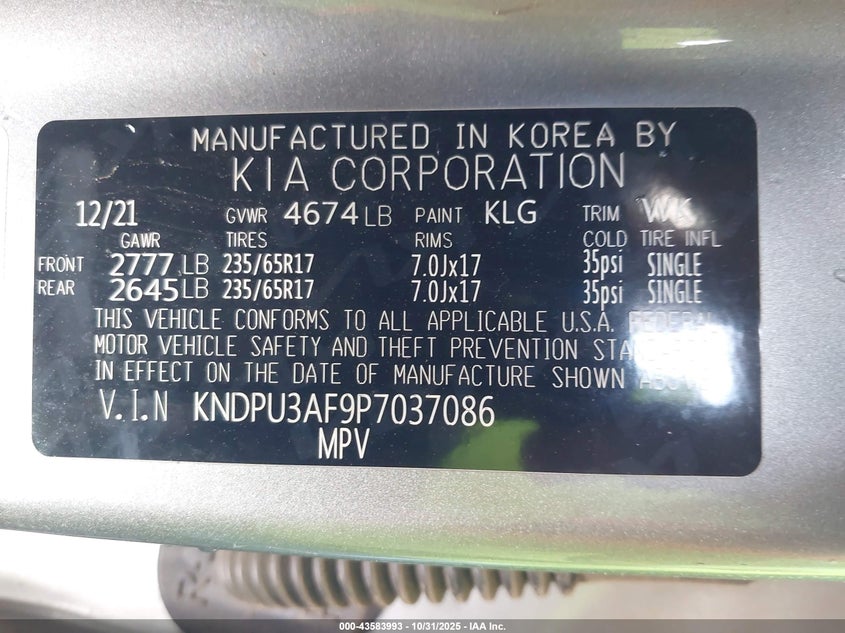 MANUFACTURED IN KOREA BY
KIA CORPORATION
12/21 GVWR 4674 LB PAINT KLG TRIM WK
GAWR TIRES RIMS COLD TIRE INFL
FRONT 2777 LB 235/65R17 7.0Jx17 35psi SINGLE
REAR 2645 LB 235/65R17 7.0Jx17 35psi SINGLE
THIS VEHICLE CONFORMS TO ALL APPLICABLE U.S.A. FEDERAL
MOTOR VEHICLE SAFETY AND THEFT PREVENTION
IN EFFECT ON THE DATE OF MANUFACTURE SHOWN ABOVE.
V.I.N KNDPU3AF9P7037086
MPV
000-43583993 - 10/31/2025 - IAA Inc.